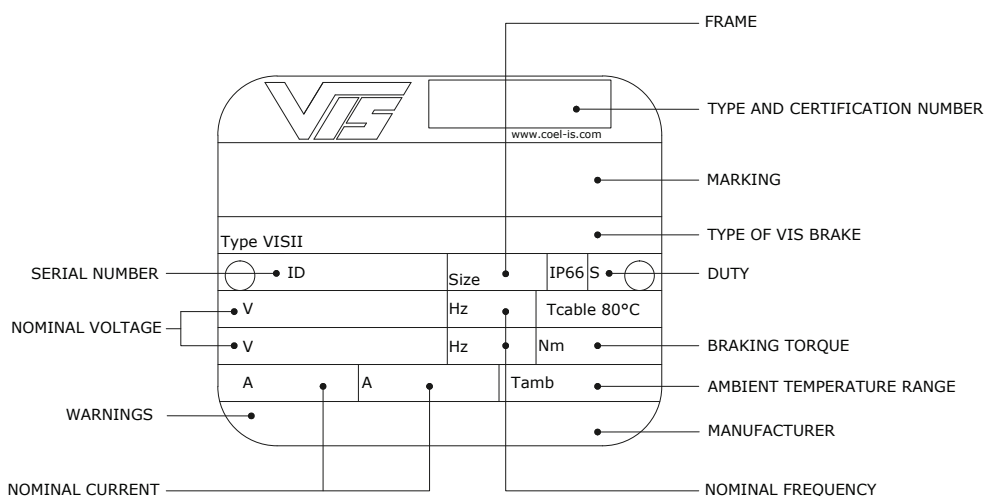 FRAME
VIS
TYPE AND CERTIFICATION NUMBER
www.coel-is.com
MARKING
TYPE OF VIS BRAKE
Type VISII
SERIAL NUMBER
ID
Size
IP66
S
DUTY
NOMINAL VOLTAGE
V
Hz
Tcable 80°C
V
Hz
Nm
BRAKING TORQUE
A
A
Tamb
AMBIENT TEMPERATURE RANGE
WARNINGS
MANUFACTURER
NOMINAL CURRENT
NOMINAL FREQUENCY